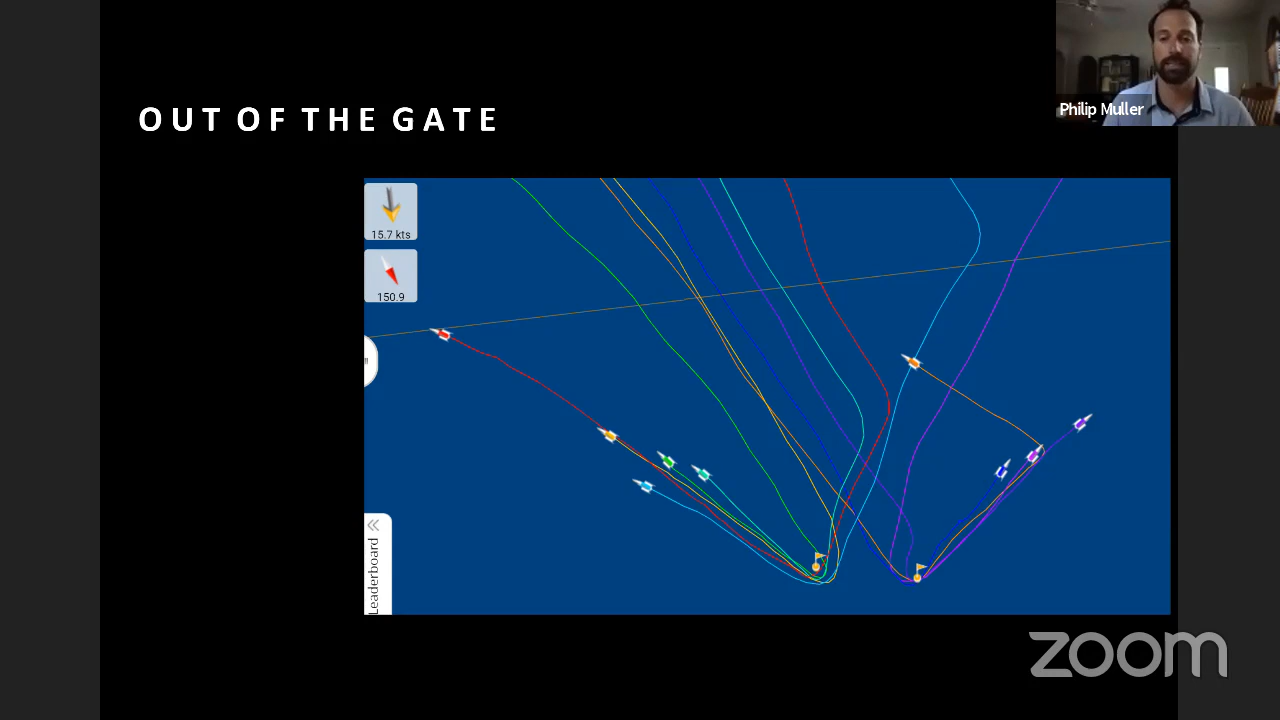 OUT OF THE GATE
Philip Muller
15.7 kts
150.9
Leaderboard
zoom